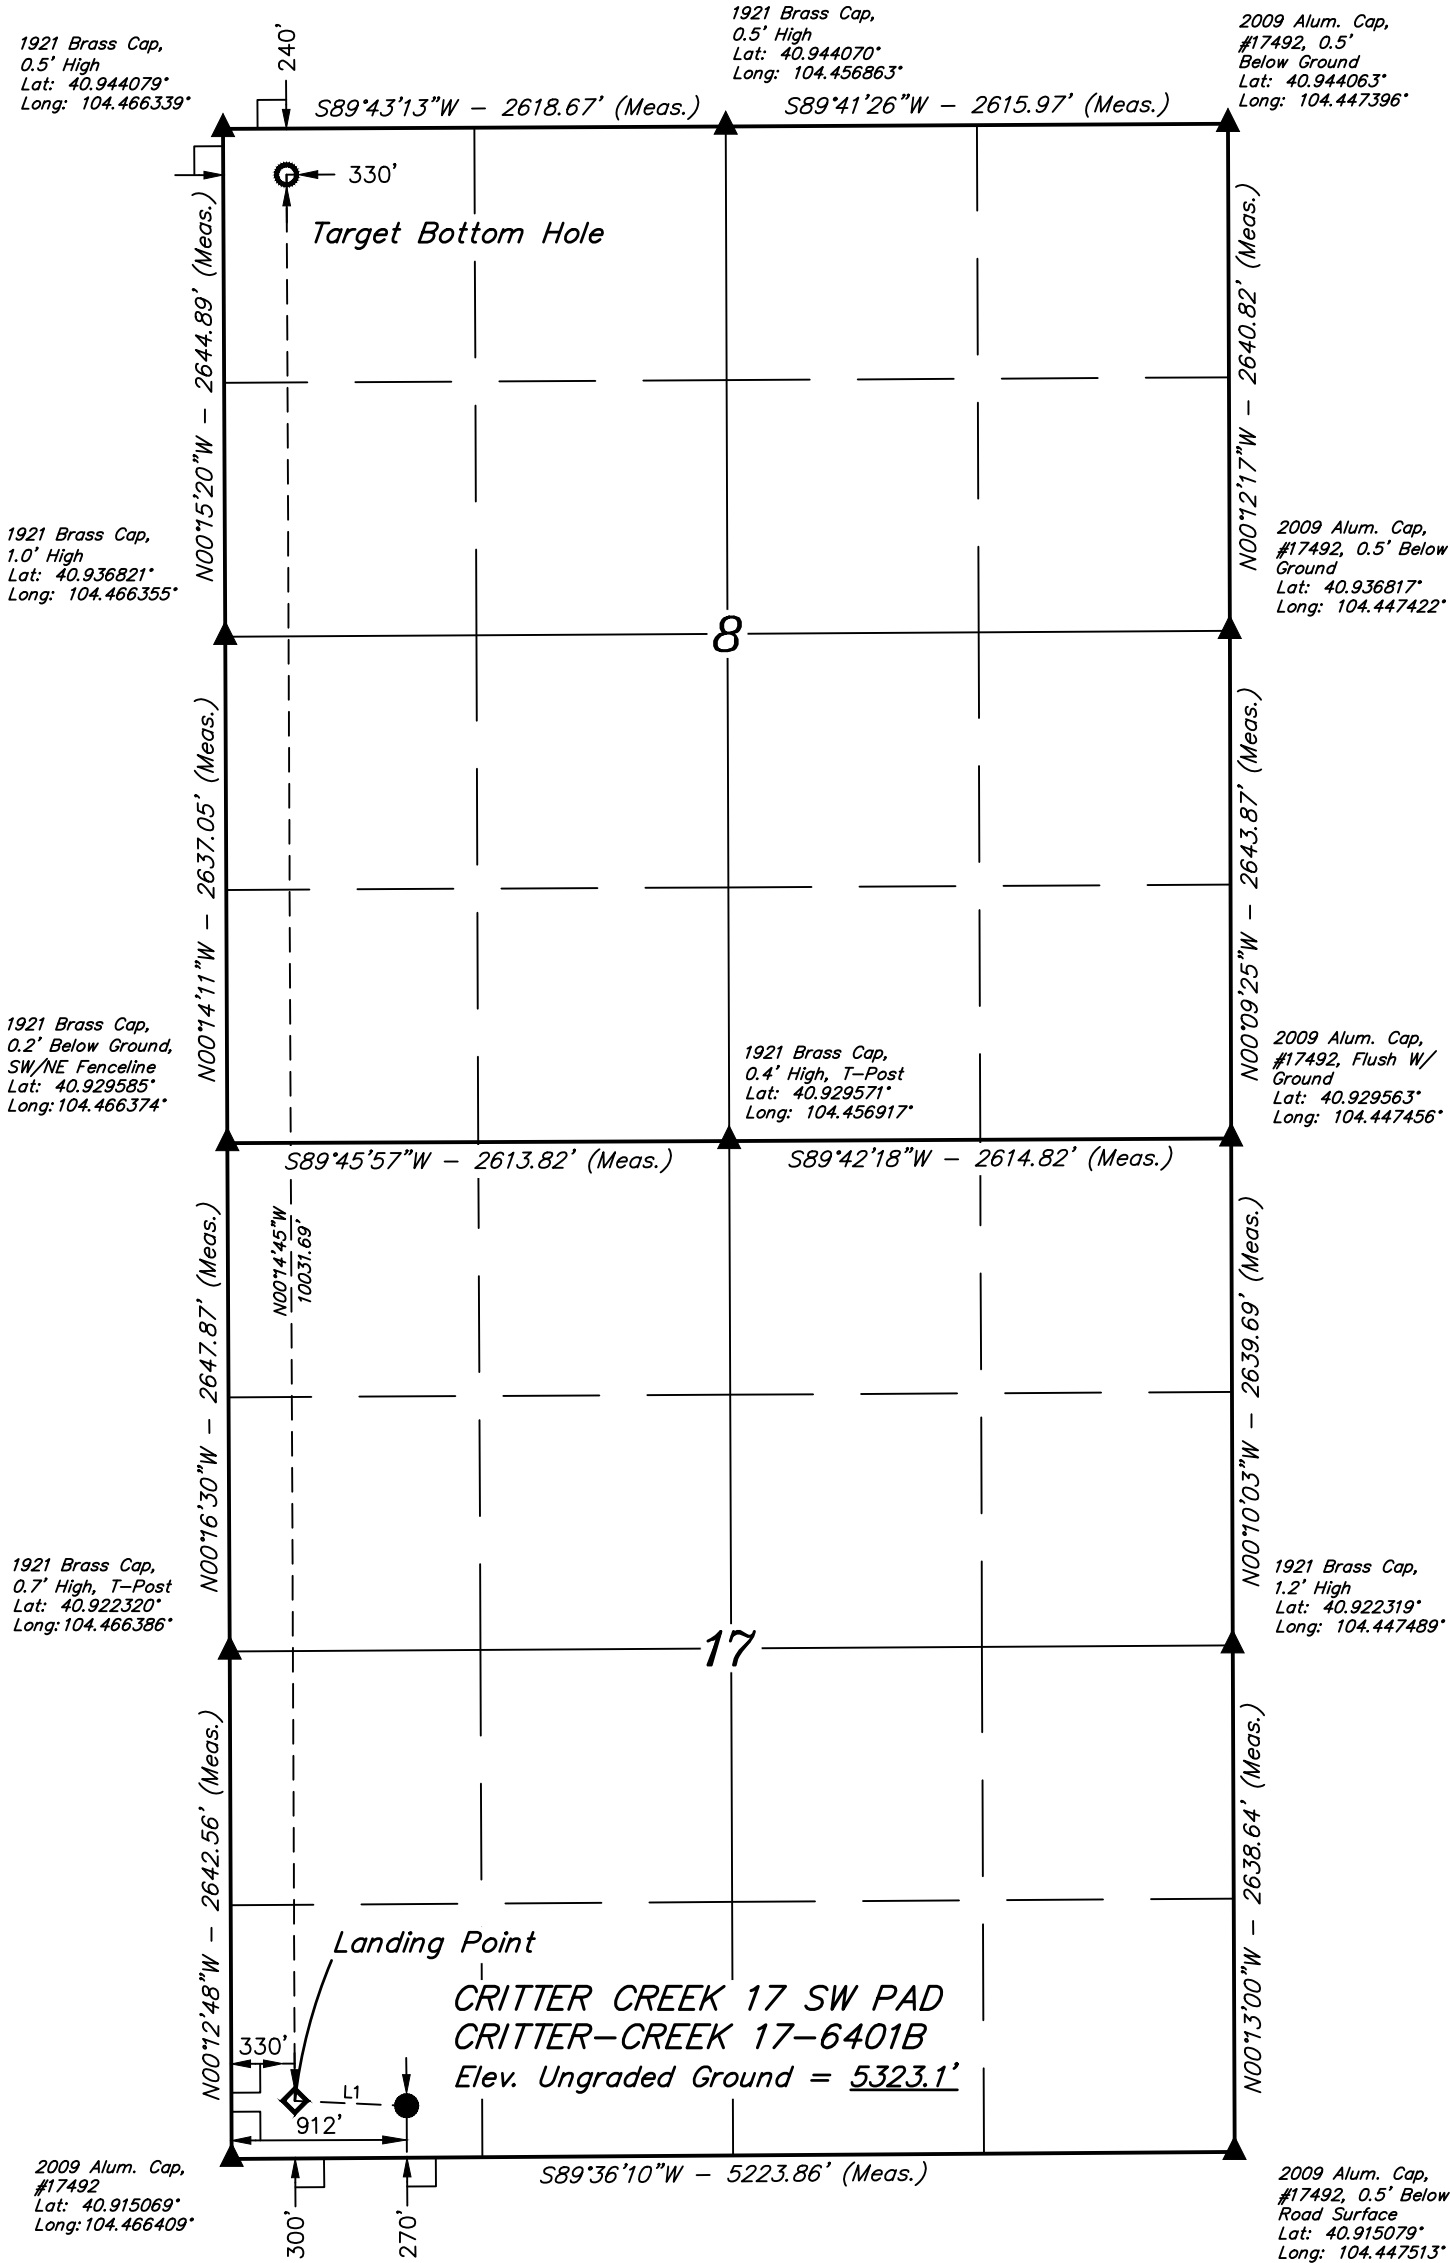 1921 Brass Cap,
0.5' High
Lat: 40.944079°
Long: 104.466339°
240'
1921 Brass Cap,
0.5' High
Lat: 40.944070°
Long: 104.456863°
2009 Alum. Cap,
#17492, 0.5'
Below Ground
Lat: 40.944063°
Long: 104.447396°
S89°43'13"W - 2618.67' (Meas.)
S89°41'26"W - 2615.97' (Meas.)
330'
Target Bottom Hole
N00°15'20"W - 2644.89' (Meas.)
N00°12'17"W - 2640.82' (Meas.)
1921 Brass Cap,
1.0' High
Lat: 40.936821°
Long: 104.466355°
2009 Alum. Cap,
#17492, 0.5' Below
Ground
Lat: 40.936817°
Long: 104.447422°
8
N00°14'11"W - 2637.05' (Meas.)
N00°09'25"W - 2643.87' (Meas.)
1921 Brass Cap,
0.2' Below Ground,
SW/NE Fenceline
Lat: 40.929585°
Long: 104.466374°
1921 Brass Cap,
0.4' High, T-Post
Lat: 40.929571°
Long: 104.456917°
2009 Alum. Cap,
#17492, Flush W/
Ground
Lat: 40.929563°
Long: 104.447456°
S89°45'57"W - 2613.82' (Meas.)
S89°42'18"W - 2614.82' (Meas.)
N00°14'45"W
10031.69'
N00°16'30"W - 2647.87' (Meas.)
N00°10'03"W - 2639.69' (Meas.)
1921 Brass Cap,
0.7' High, T-Post
Lat: 40.922320°
Long: 104.466386°
1921 Brass Cap,
1.2' High
Lat: 40.922319°
Long: 104.447489°
17
N00°12'48"W - 2642.56' (Meas.)
N00°13'00"W - 2638.64' (Meas.)
Landing Point
CRITTER CREEK 17 SW PAD
CRITTER-CREEK 17-6401B
Elev. Ungraded Ground = 5323.1'
330'
L1
912'
S89°36'10"W - 5223.86' (Meas.)
2009 Alum. Cap,
#17492
Lat: 40.915069°
Long: 104.466409°
300'
270'
2009 Alum. Cap,
#17492, 0.5' Below
Road Surface
Lat: 40.915079°
Long: 104.447513°